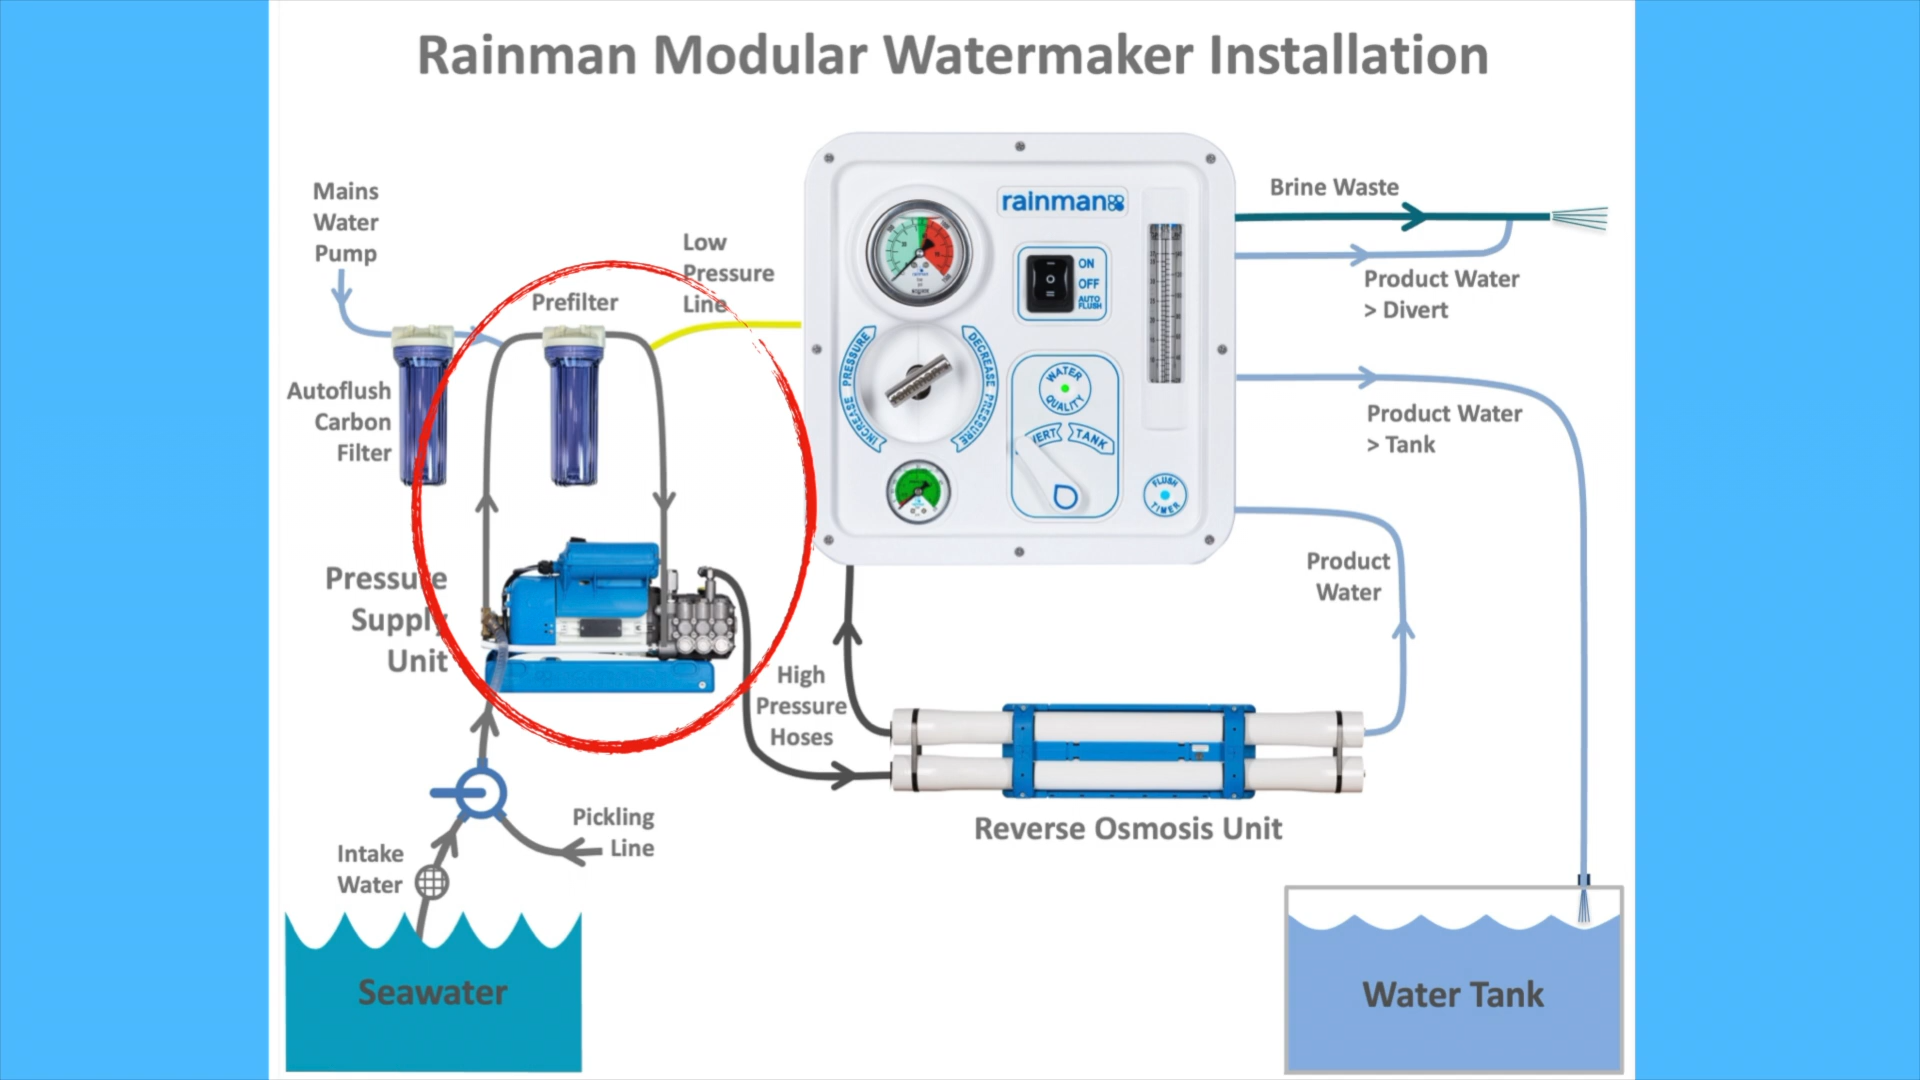 Rainman Modular Watermaker Installation
Mains
Water
Pump
Low
Pressure
Line
Prefilter
Autoflush
Carbon
Filter
Pressure
Supply
Unit
rainman
ON
OFF
AUTO
FLUSH
INCREASE PRESSURE
DECREASE PRESSURE
WATER
QUALITY
VERT
TANK
FLUSH
TIMER
Brine Waste
Product Water
> Divert
Product Water
> Tank
Product
Water
High
Pressure
Hoses
Reverse Osmosis Unit
Pickling
Line
Intake
Water
Seawater
Water Tank